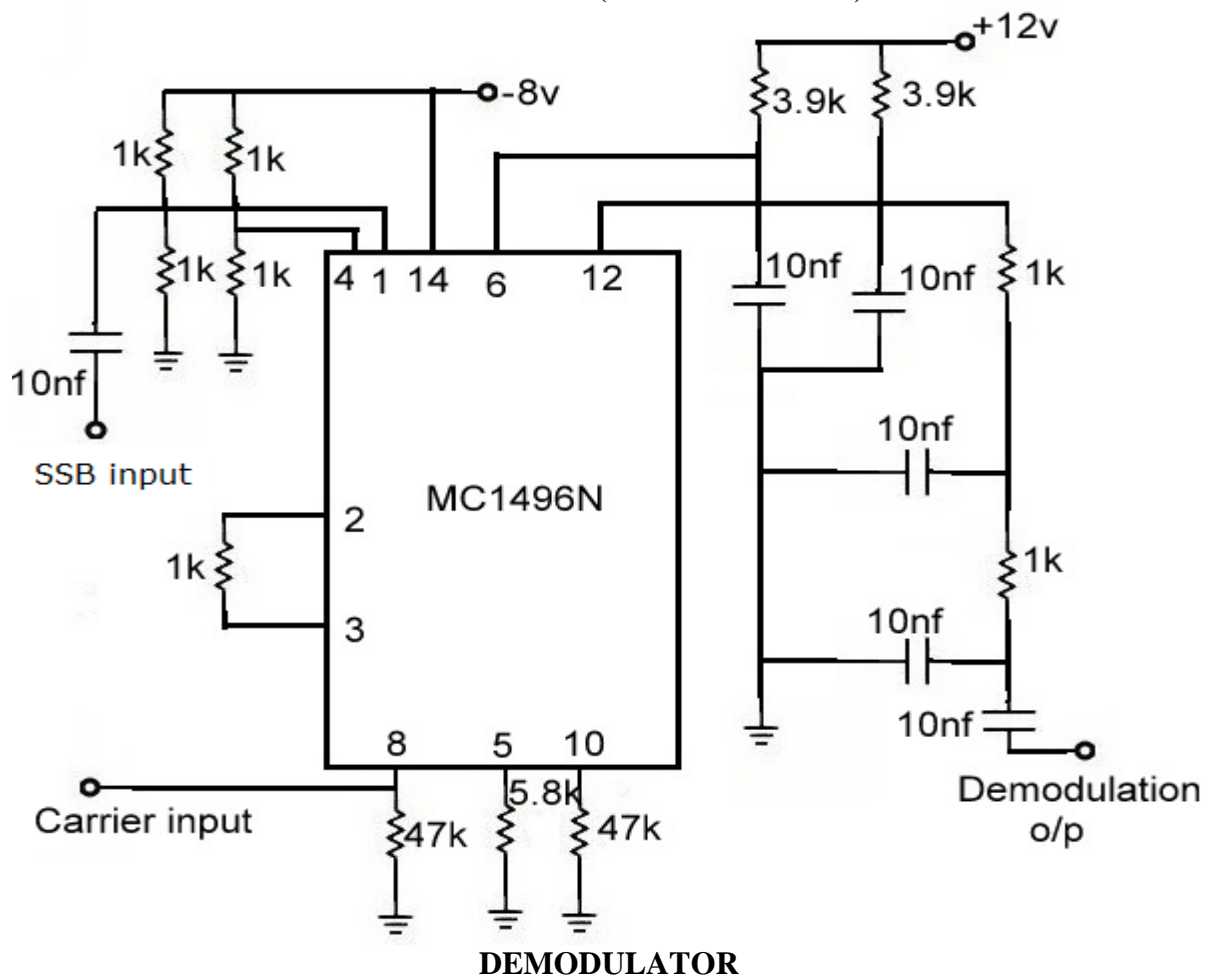 +12v
-8v
3.9k
3.9k
1k
1k
1k
1k
4
1
14
6
12
10nf
10nf
1k
10nf
SSB input
10nf
MC1496N
2
1k
3
1k
10nf
8
5
10
10nf
5.8k
Carrier input
47k
47k
Demodulation
o/p
DEMODULATOR